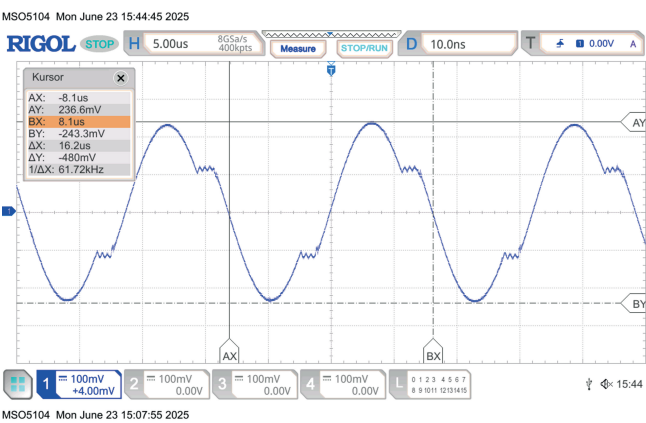 MSO5104 Mon June 23 15:44:45 2025
RIGOL STOP H 5.00us 8GSa/s 400kpts Measure STOP/RUN D 10.0ns T 1 0.00V A
T
Kursor
AX: -8.1us
AY: 236.6mV
BX: 8.1us
BY: -243.3mV
ΔX: 16.2us
ΔY: -480mV
1/ΔX: 61.72kHz
AY
1
BY
AX BX
1 100mV +4.00mV 2 100mV 0.00V 3 100mV 0.00V 4 100mV 0.00V L 0 1 2 3 4 5 6 7 8 9 10 11 12 13 14 15 15:44
MSO5104 Mon June 23 15:07:55 2025